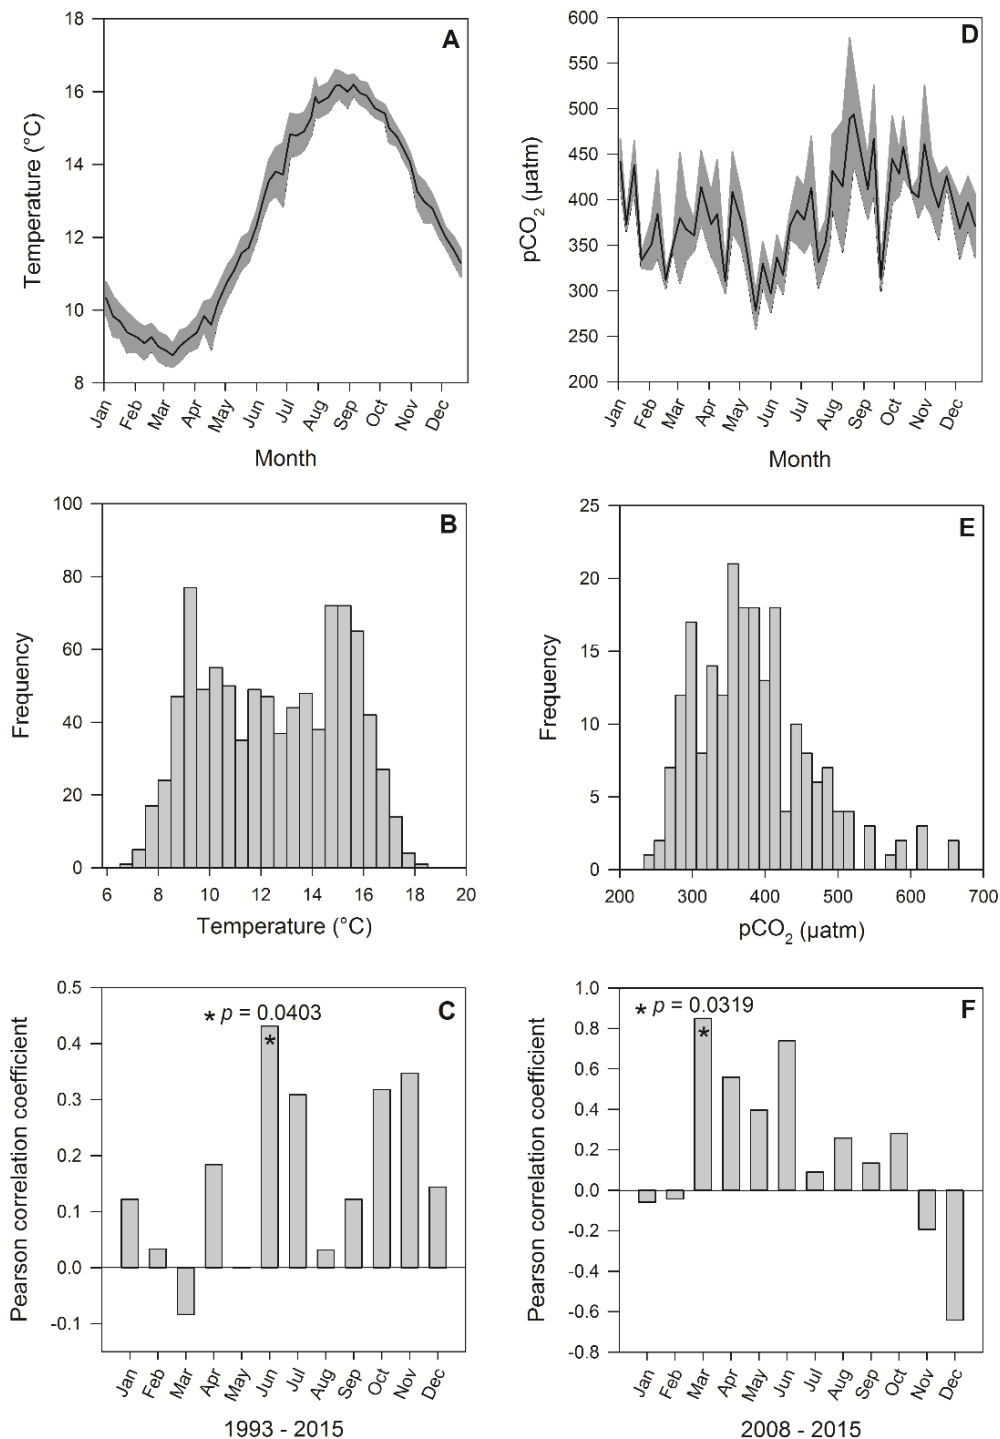 A
Temperature (°C)
18
16
14
12
10
8
Jan Feb Mar Apr May Jun Jul Aug Sep Oct Nov Dec
Month
D
pCO2 (µatm)
600
550
500
450
400
350
300
250
200
Jan Feb Mar Apr May Jun Jul Aug Sep Oct Nov Dec
Month
B
Frequency
100
80
60
40
20
0
6 8 10 12 14 16 18 20
Temperature (°C)
E
Frequency
25
20
15
10
5
0
200 300 400 500 600 700
pCO2 (µatm)
C
* p = 0.0403
*
Pearson correlation coefficient
0.5
0.4
0.3
0.2
0.1
0.0
-0.1
Jan Feb Mar Apr May Jun Jul Aug Sep Oct Nov Dec
1993 - 2015
F
* p = 0.0319
*
Pearson correlation coefficient
1.0
0.8
0.6
0.4
0.2
0.0
-0.2
-0.4
-0.6
-0.8
Jan Feb Mar Apr May Jun Jul Aug Sep Oct Nov Dec
2008 - 2015